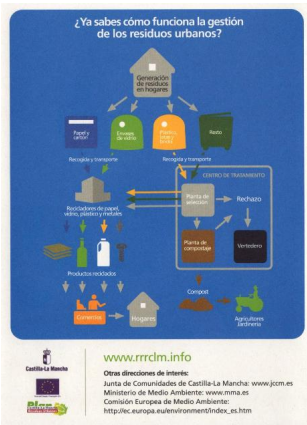 ¿Ya sabes cómo funciona la gestión
de los residuos urbanos?
Generación
de residuos
en hogares
Papel y
cartón
Envases
de vidrio
Resto
Recogida y transporte
Recogida y transporte
CENTRO DE TRATAMIENTO
Recicladores de papel,
vidrio, plástico y metales
Planta de
selección
Rechazo
Planta de
compostaje
Vertedero
Productos reciclados
Compost
Comercios
Hogares
Agricultores
Jardinería
www.rrrclm.info
Castilla-La Mancha
Otras direcciones de interés:
Junta de Comunidades de Castilla-La Mancha: www.jccm.es
Ministerio de Medio Ambiente: www.mma.es
Comisión Europea de Medio Ambiente:
http://ec.europa.eu/environment/index_es.htm